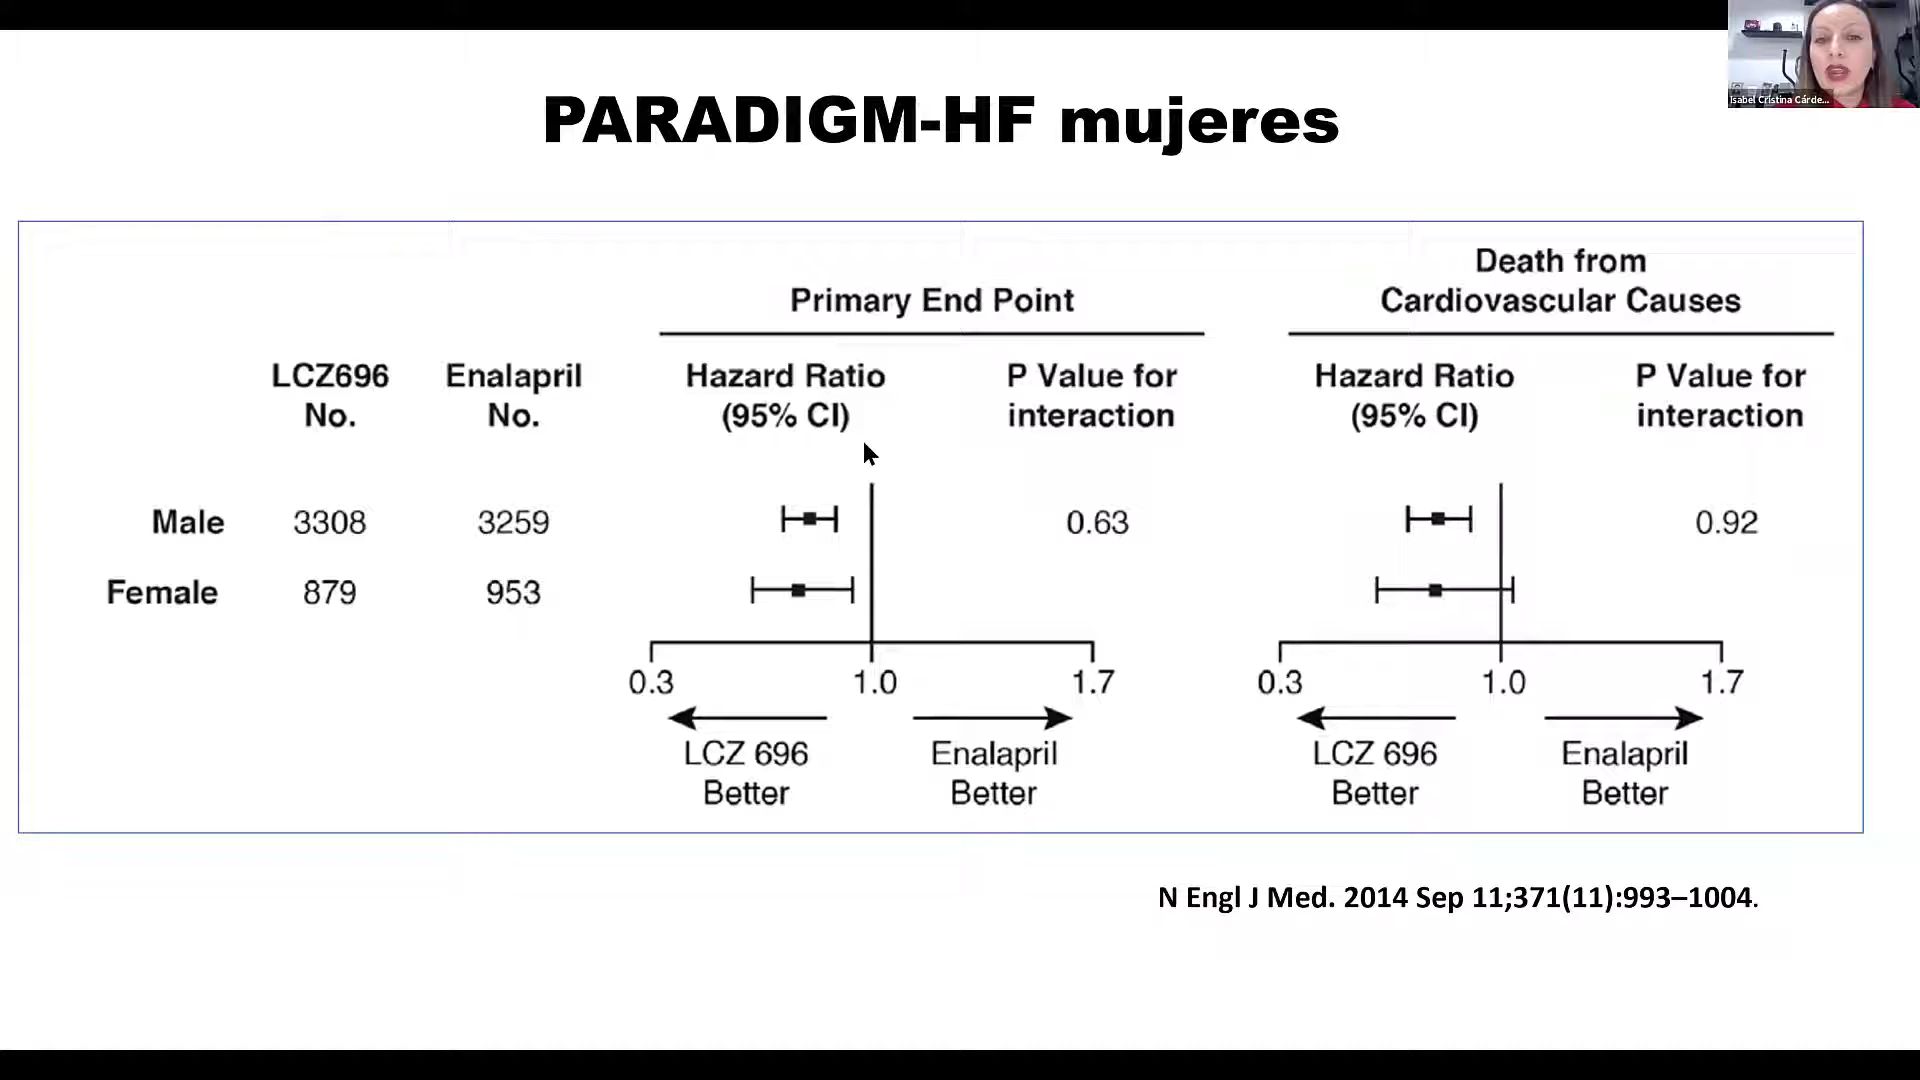 Isabel Cristina Cárde...
PARADIGM-HF mujeres
Primary End Point
Death from
Cardiovascular Causes
LCZ696 No.
Enalapril No.
Hazard Ratio (95% CI)
P Value for interaction
Hazard Ratio (95% CI)
P Value for interaction
Male 3308 3259 0.63 0.92
Female 879 953
0.3 1.0 1.7 0.3 1.0 1.7
LCZ 696 Better
Enalapril Better
LCZ 696 Better
Enalapril Better
N Engl J Med. 2014 Sep 11;371(11):993–1004.